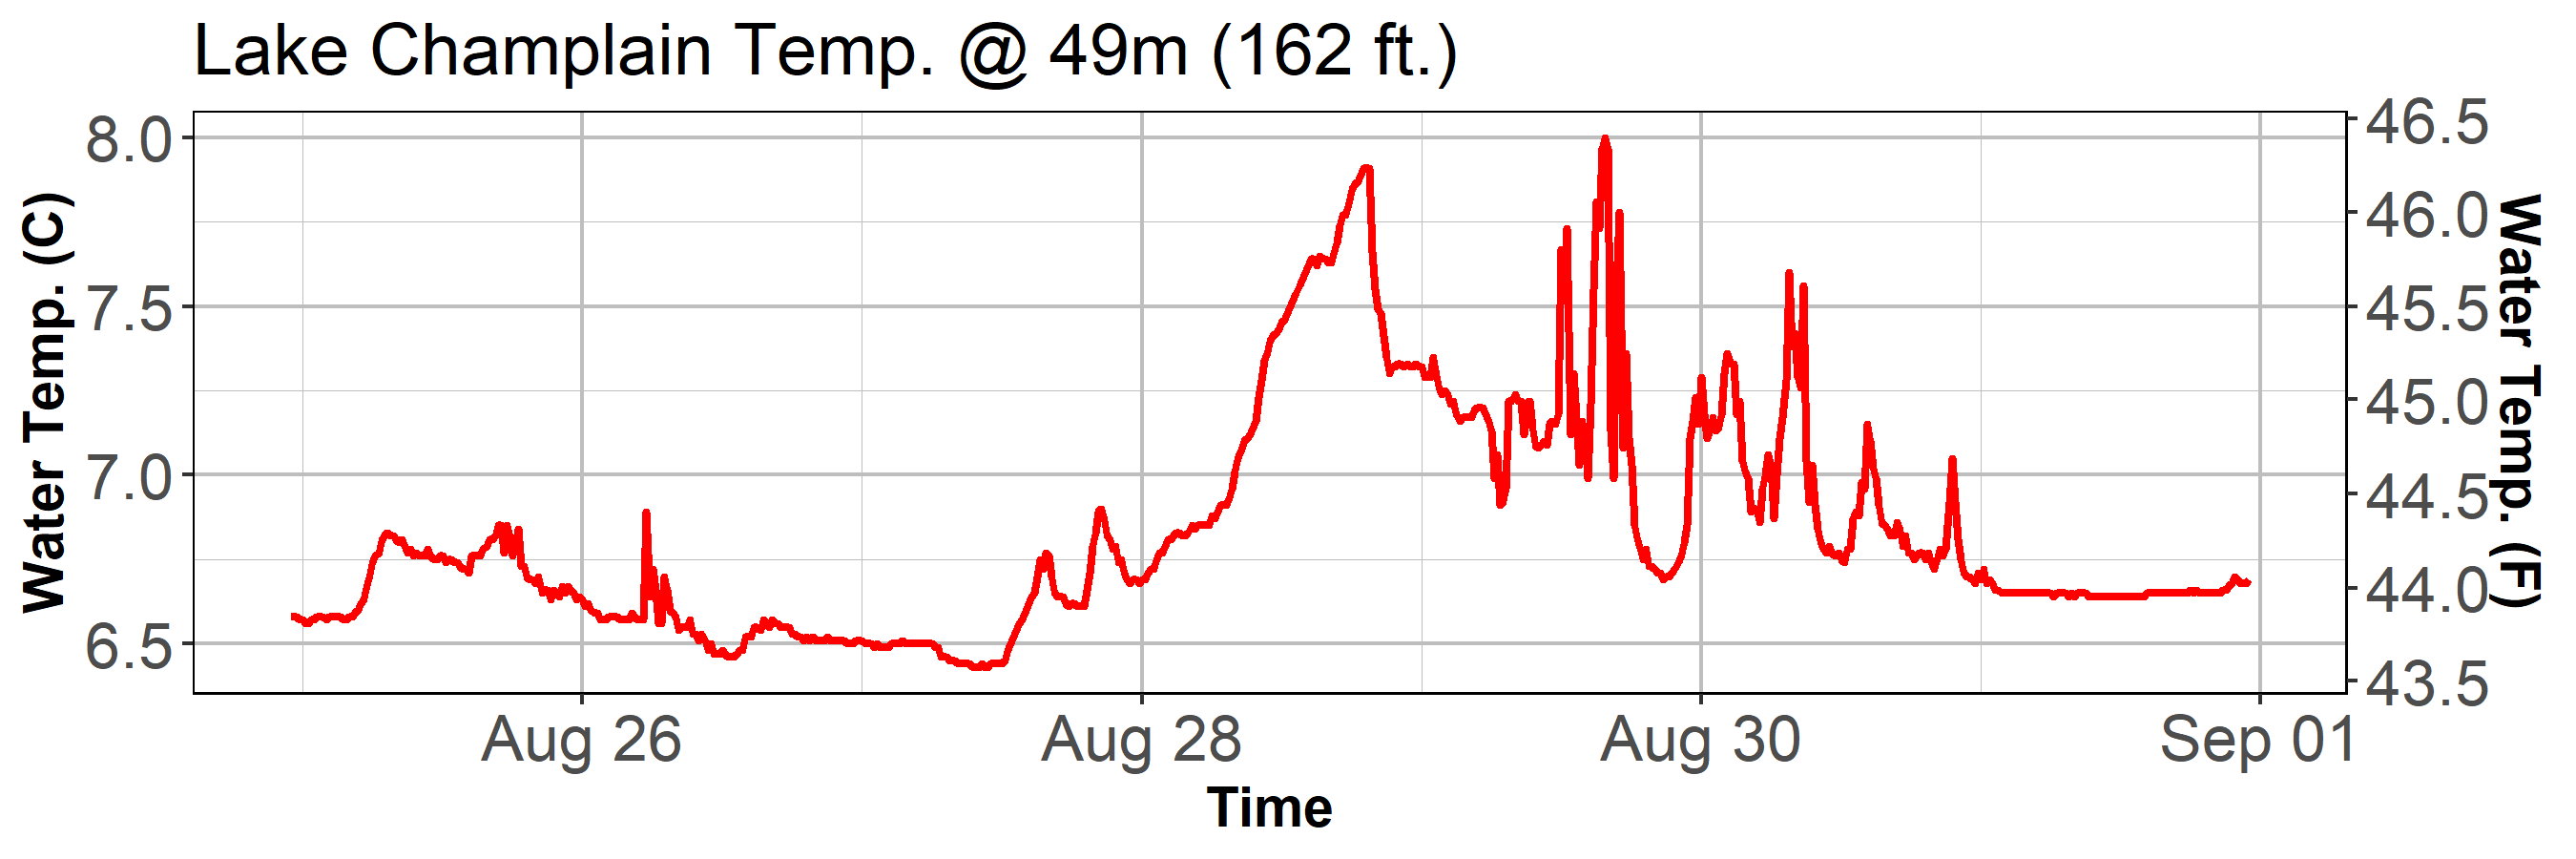 Lake Champlain Temp. @ 49m (162 ft.)
Water Temp. (C)
8.0
7.5
7.0
6.5
46.5
46.0
45.5
45.0
44.5
44.0
43.5
Water Temp. (F)
Aug 26 Aug 28 Aug 30 Sep 01
Time